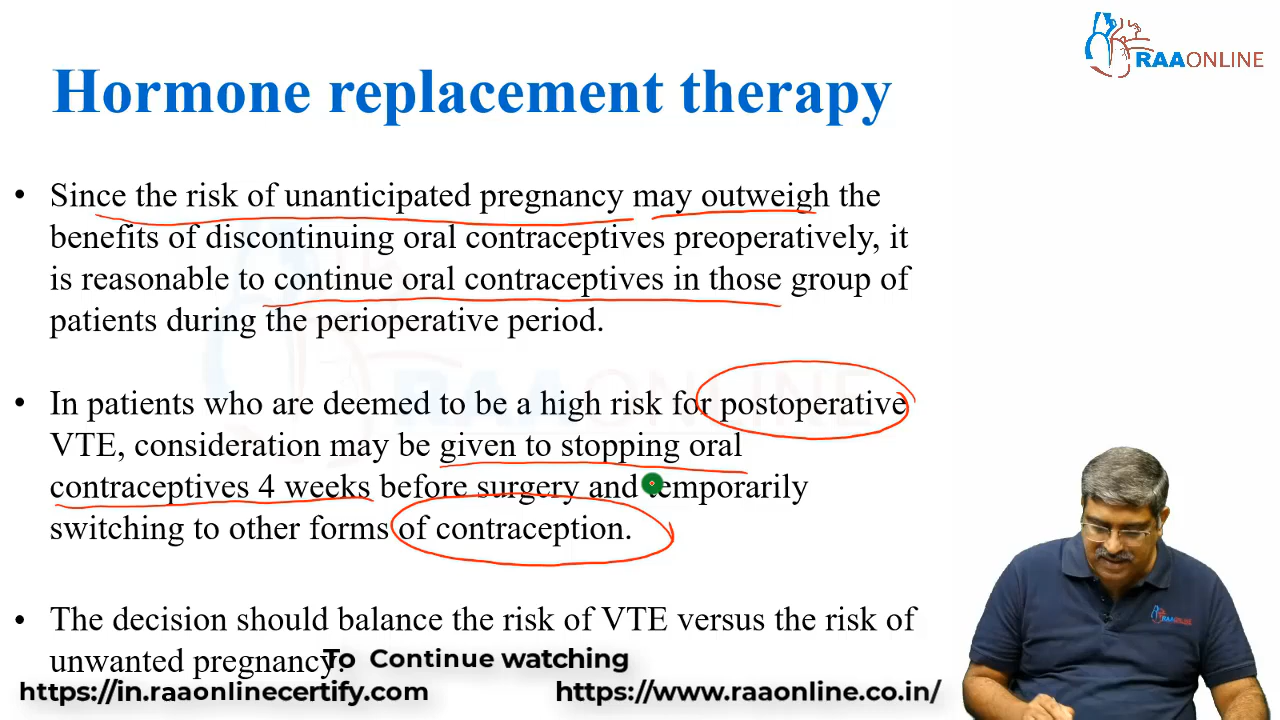 RAAONLINE
Hormone replacement therapy
• Since the risk of unanticipated pregnancy may outweigh the
benefits of discontinuing oral contraceptives preoperatively, it
is reasonable to continue oral contraceptives in those group of
patients during the perioperative period.
• In patients who are deemed to be a high risk for postoperative
VTE, consideration may be given to stopping oral
contraceptives 4 weeks before surgery and temporarily
switching to other forms of contraception.
• The decision should balance the risk of VTE versus the risk of
unwanted pregnancy.
To Continue watching
https://in.raaonlinecertify.com https://www.raaonline.co.in/
RAAONLINE